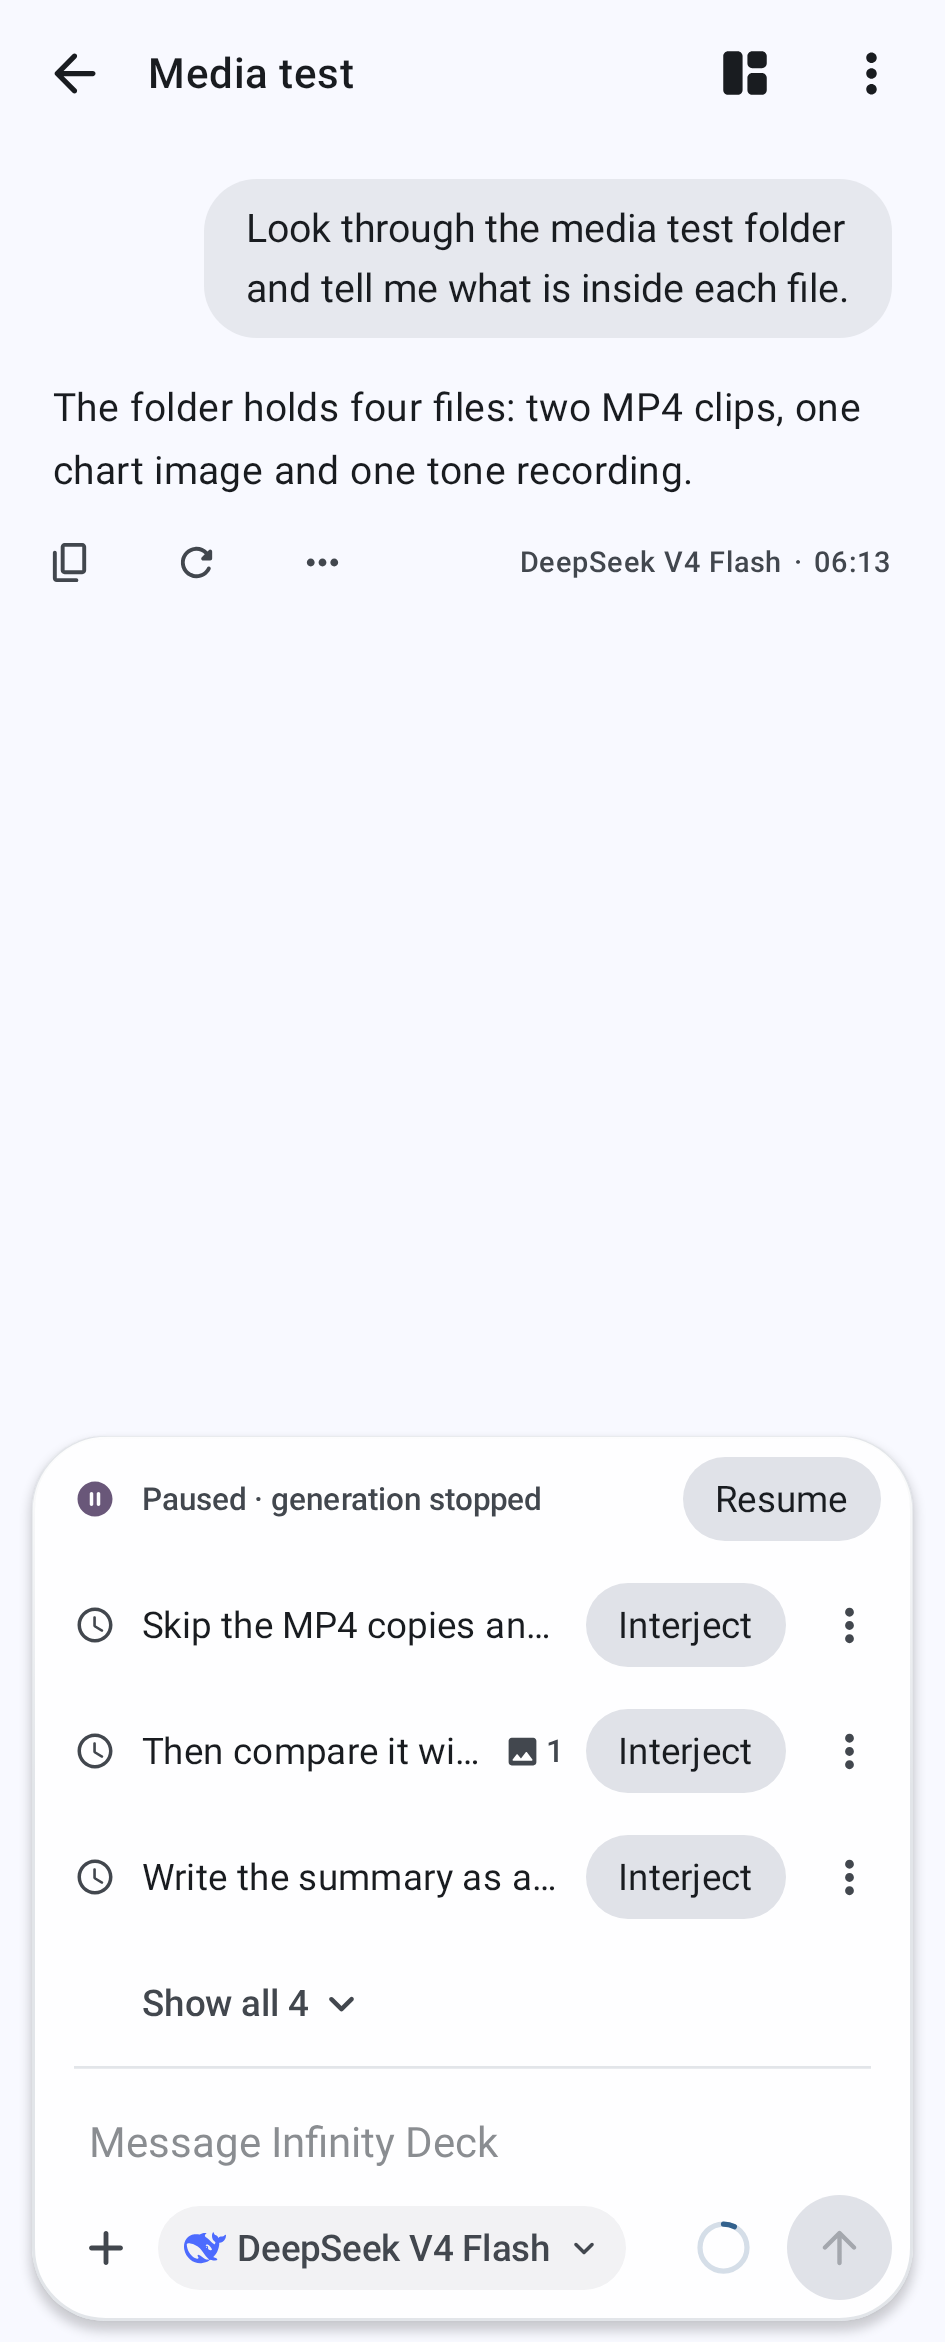 Media test
Look through the media test folder
and tell me what is inside each file.
The folder holds four files: two MP4 clips, one
chart image and one tone recording.
DeepSeek V4 Flash · 06:13
Paused · generation stopped
Resume
Skip the MP4 copies an...
Interject
Then compare it wi...
1
Interject
Write the summary as a...
Interject
Show all 4
Message Infinity Deck
DeepSeek V4 Flash